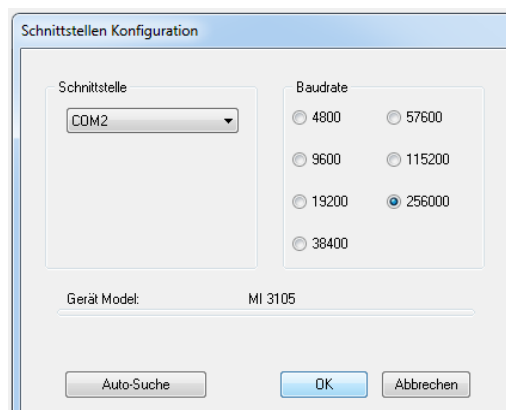 Schnittstellen Konfiguration
Schnittstelle
COM2
Baudrate
4800
57600
9600
115200
19200
256000
38400
Gerät Model: MI 3105
Auto-Suche
OK
Abbrechen